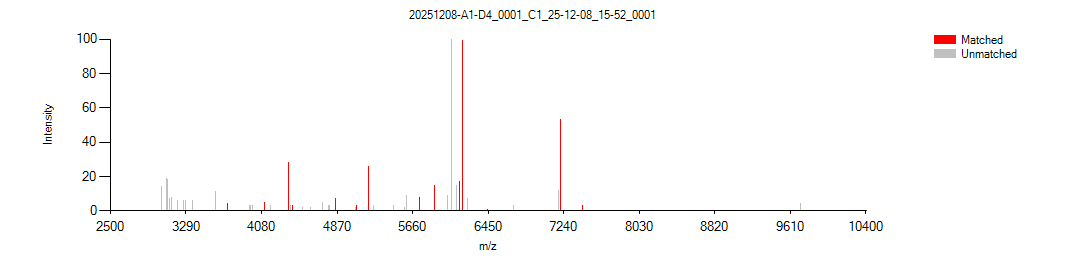 20251208-A1-D4_0001_C1_25-12-08_15-52_0001
Matched
Unmatched
100
80
60
40
20
0
Intensity
2500 3290 4080 4870 5660 6450 7240 8030 8820 9610 10400
m/z